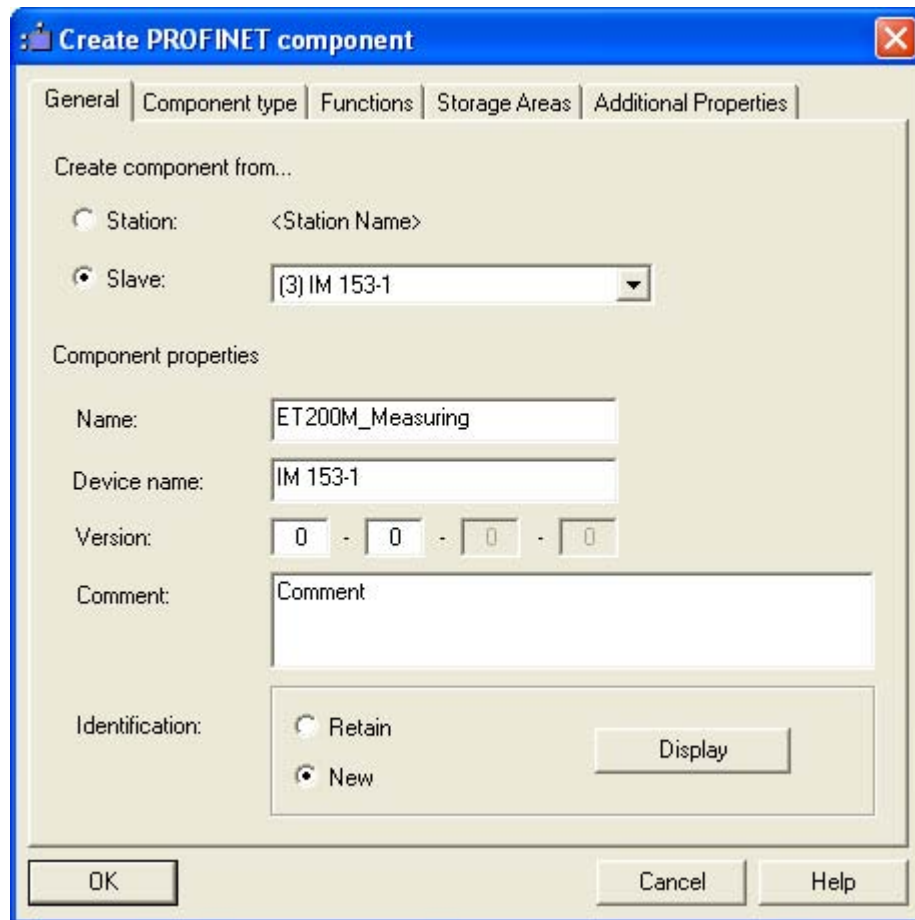 Create PROFINET component
General Component type Functions Storage Areas Additional Properties
Create component from...
Station: <Station Name>
Slave: (3) IM 153-1
Component properties
Name: ET200M_Measuring
Device name: IM 153-1
Version: 0 - 0 - 0 - 0
Comment: Comment
Identification: Retain
New
Display
OK Cancel Help